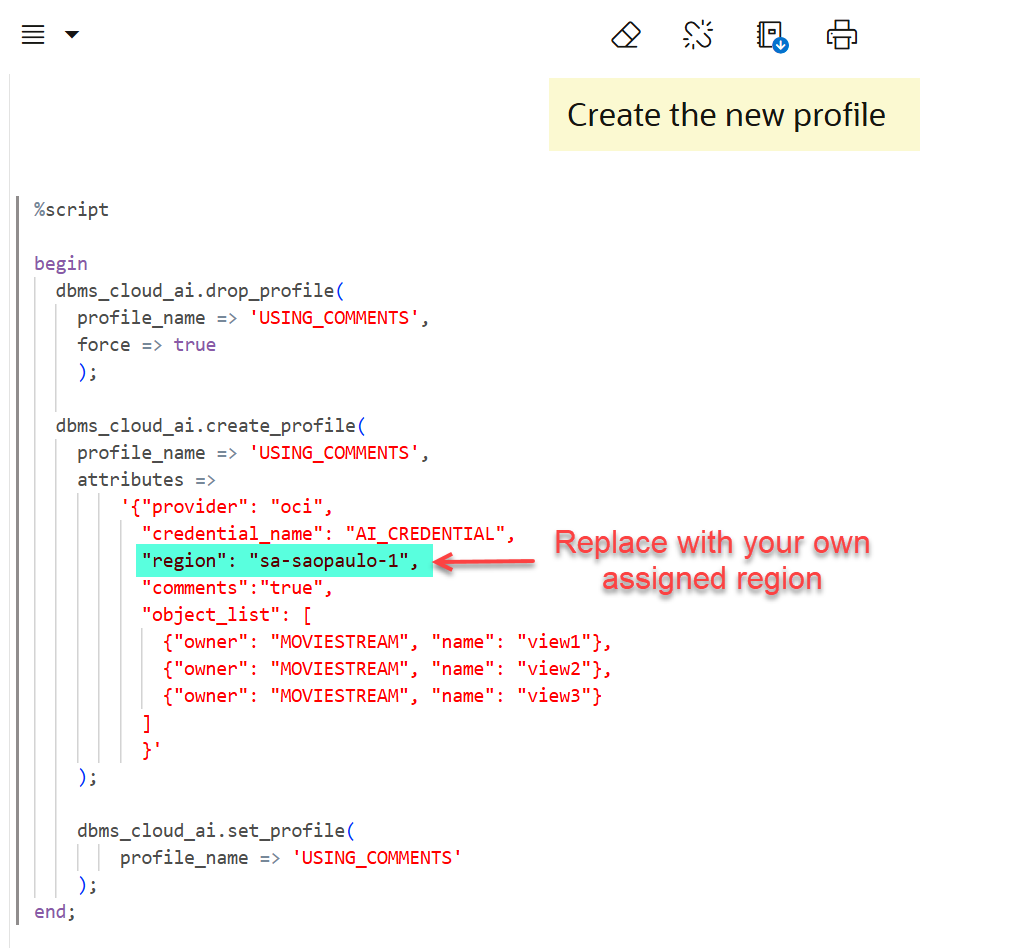 Create the new profile
%script
begin
dbms_cloud_ai.drop_profile(
profile_name => 'USING_COMMENTS',
force => true
);
dbms_cloud_ai.create_profile(
profile_name => 'USING_COMMENTS',
attributes =>
'{"provider": "oci",
"credential_name": "AI_CREDENTIAL",
"region": "sa-saopaulo-1",
Replace with your own
assigned region
"comments":"true",
"object_list": [
{"owner": "MOVIESTREAM", "name": "view1"},
{"owner": "MOVIESTREAM", "name": "view2"},
{"owner": "MOVIESTREAM", "name": "view3"}
]
}'
);
dbms_cloud_ai.set_profile(
profile_name => 'USING_COMMENTS'
);
end;